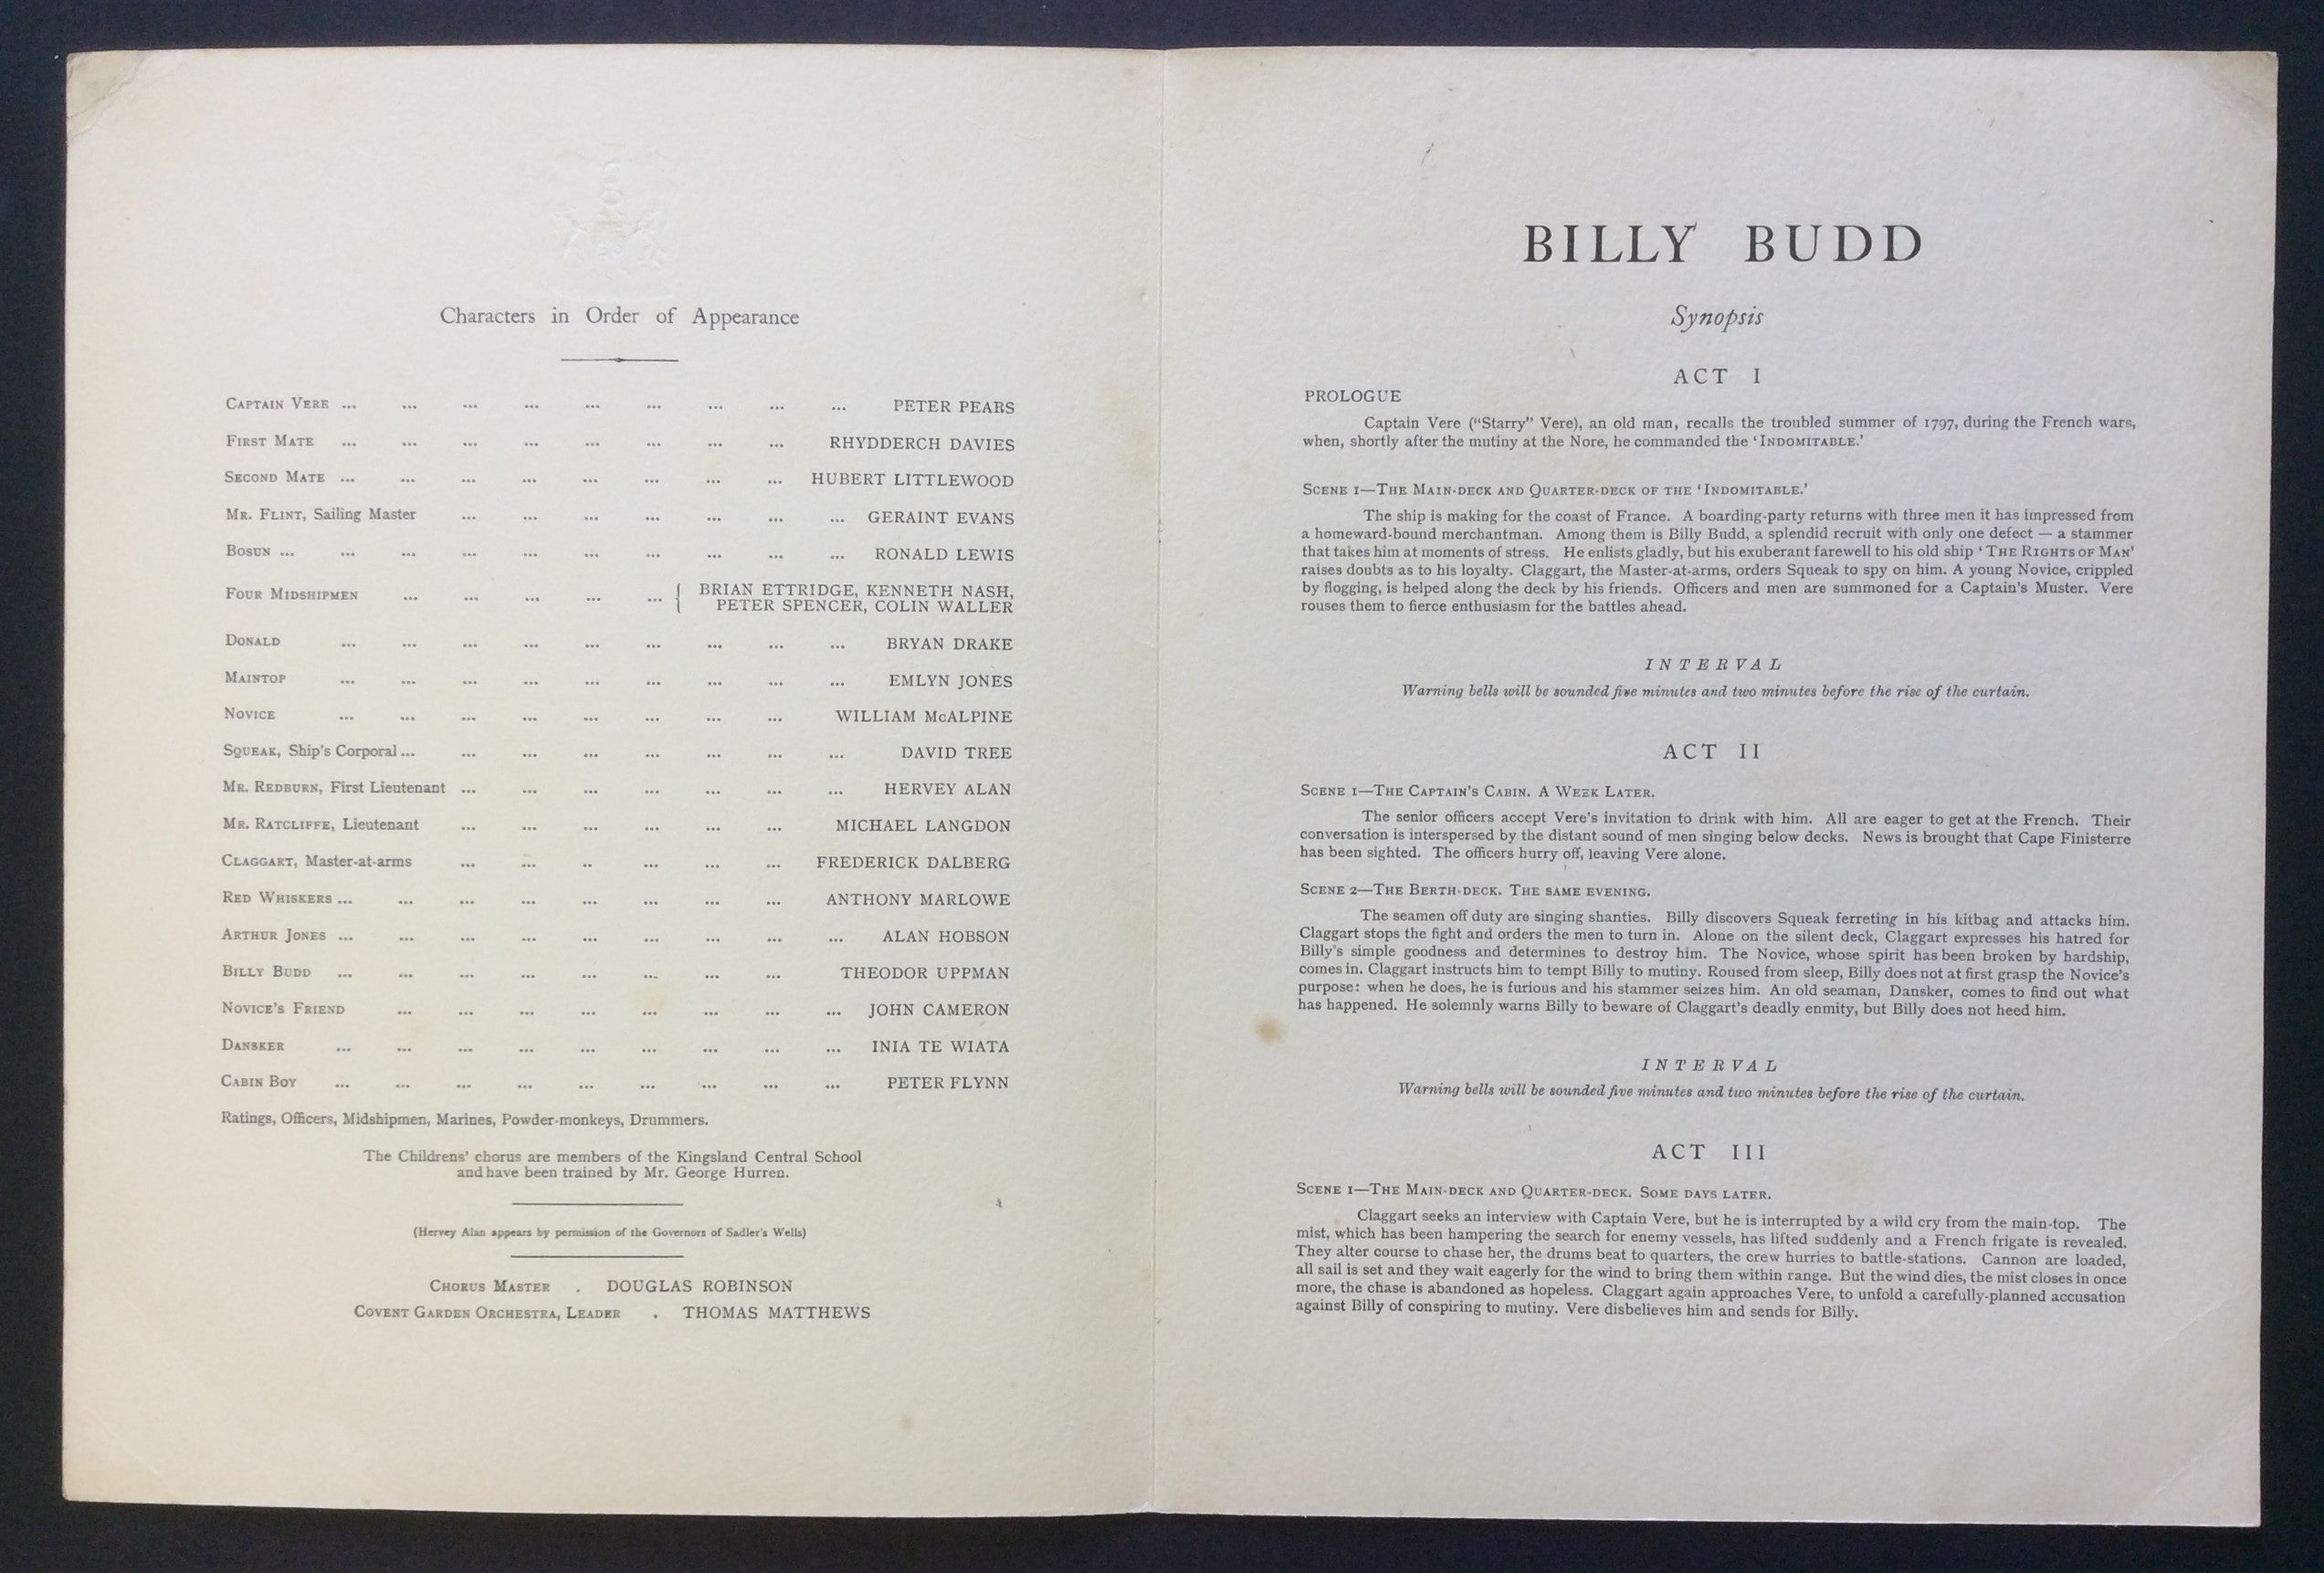 Characters in Order of Appearance
CAPTAIN VERE ... ... ... ... ... ... ... ... ... PETER PEARS
FIRST MATE ... ... ... ... ... ... ... ... RHYDDERCH DAVIES
SECOND MATE ... ... ... ... ... ... ... ... HUBERT LITTLEWOOD
MR. FLINT, Sailing Master ... ... ... ... ... ... ... GERAINT EVANS
BOSUN ... ... ... ... ... ... ... ... ... ... RONALD LEWIS
FOUR MIDSHIPMEN ... ... ... ... ... { BRIAN ETTRIDGE, KENNETH NASH,
PETER SPENCER, COLIN WALLER
DONALD ... ... ... ... ... ... ... ... ... BRYAN DRAKE
MAINTOP ... ... ... ... ... ... ... ... ... EMLYN JONES
NOVICE ... ... ... ... ... ... ... ... WILLIAM McALPINE
SQUEAK, Ship's Corporal ... ... ... ... ... ... ... ... DAVID TREE
MR. REDBURN, First Lieutenant ... ... ... ... ... ... ... HERVEY ALAN
MR. RATCLIFFE, Lieutenant ... ... ... ... ... ... MICHAEL LANGDON
CLAGGART, Master-at-arms ... ... .. ... ... ... FREDERICK DALBERG
RED WHISKERS ... ... ... ... ... ... ... ... ANTHONY MARLOWE
ARTHUR JONES ... ... ... ... ... ... ... ... ... ALAN HOBSON
BILLY BUDD ... ... ... ... ... ... ... ... THEODOR UPPMAN
NOVICE'S FRIEND ... ... ... ... ... ... ... ... JOHN CAMERON
DANSKER ... ... ... ... ... ... ... ... ... INIA TE WIATA
CABIN BOY ... ... ... ... ... ... ... ... ... PETER FLYNN
Ratings, Officers, Midshipmen, Marines, Powder-monkeys, Drummers.
The Childrens' chorus are members of the Kingsland Central School
and have been trained by Mr. George Hurren.
(Hervey Alan appears by permission of the Governors of Sadler's Wells)
CHORUS MASTER . DOUGLAS ROBINSON
COVENT GARDEN ORCHESTRA, LEADER . THOMAS MATTHEWS
BILLY BUDD
Synopsis
ACT I
PROLOGUE
Captain Vere ("Starry" Vere), an old man, recalls the troubled summer of 1797, during the French wars,
when, shortly after the mutiny at the Nore, he commanded the 'INDOMITABLE.'
SCENE 1—THE MAIN-DECK AND QUARTER-DECK OF THE 'INDOMITABLE.'
The ship is making for the coast of France. A boarding-party returns with three men it has impressed from
a homeward-bound merchantman. Among them is Billy Budd, a splendid recruit with only one defect — a stammer
that takes him at moments of stress. He enlists gladly, but his exuberant farewell to his old ship 'THE RIGHTS OF MAN'
raises doubts as to his loyalty. Claggart, the Master-at-arms, orders Squeak to spy on him. A young Novice, crippled
by flogging, is helped along the deck by his friends. Officers and men are summoned for a Captain's Muster. Vere
rouses them to fierce enthusiasm for the battles ahead.
INTERVAL
Warning bells will be sounded five minutes and two minutes before the rise of the curtain.
ACT II
SCENE 1—THE CAPTAIN'S CABIN. A WEEK LATER.
The senior officers accept Vere's invitation to drink with him. All are eager to get at the French. Their
conversation is interspersed by the distant sound of men singing below decks. News is brought that Cape Finisterre
has been sighted. The officers hurry off, leaving Vere alone.
SCENE 2—THE BERTH-DECK. THE SAME EVENING.
The seamen off duty are singing shanties. Billy discovers Squeak ferreting in his kitbag and attacks him.
Claggart stops the fight and orders the men to turn in. Alone on the silent deck, Claggart expresses his hatred for
Billy's simple goodness and determines to destroy him. The Novice, whose spirit has been broken by hardship,
comes in. Claggart instructs him to tempt Billy to mutiny. Roused from sleep, Billy does not at first grasp the Novice's
purpose: when he does, he is furious and his stammer seizes him. An old seaman, Dansker, comes to find out what
has happened. He solemnly warns Billy to beware of Claggart's deadly enmity, but Billy does not heed him.
INTERVAL
Warning bells will be sounded five minutes and two minutes before the rise of the curtain.
ACT III
SCENE 1—THE MAIN-DECK AND QUARTER-DECK. SOME DAYS LATER.
Claggart seeks an interview with Captain Vere, but he is interrupted by a wild cry from the main-top. The
mist, which has been hampering the search for enemy vessels, has lifted suddenly and a French frigate is revealed.
They alter course to chase her, the drums beat to quarters, the crew hurries to battle-stations. Cannon are loaded,
all sail is set and they wait eagerly for the wind to bring them within range. But the wind dies, the mist closes in once
more, the chase is abandoned as hopeless. Claggart again approaches Vere, to unfold a carefully-planned accusation
against Billy of conspiring to mutiny. Vere disbelieves him and sends for Billy.